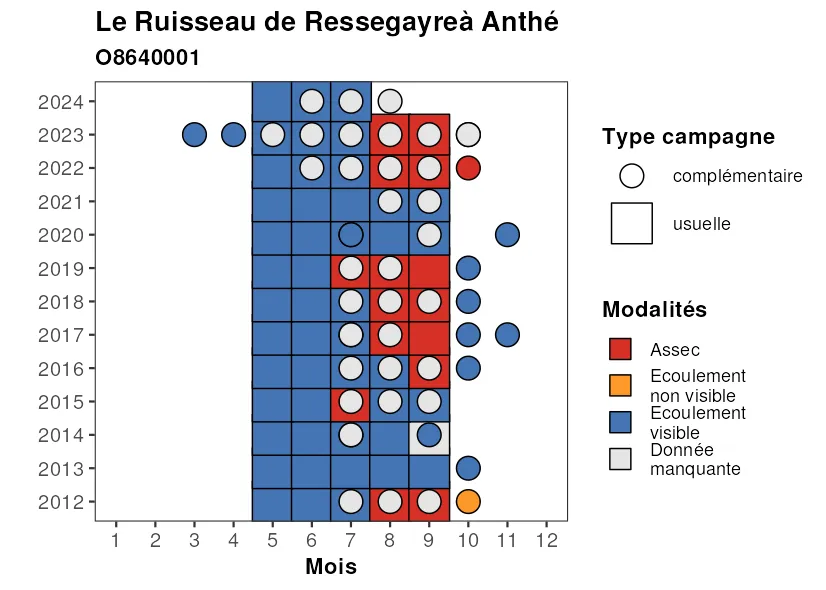 Le Ruisseau de Ressegayreà Anthé
O8640001
2024
2023
2022
2021
2020
2019
2018
2017
2016
2015
2014
2013
2012
1 2 3 4 5 6 7 8 9 10 11 12
Mois
Type campagne
complémentaire
usuelle
Modalités
Assec
Ecoulement
non visible
Ecoulement
visible
Donnée
manquante